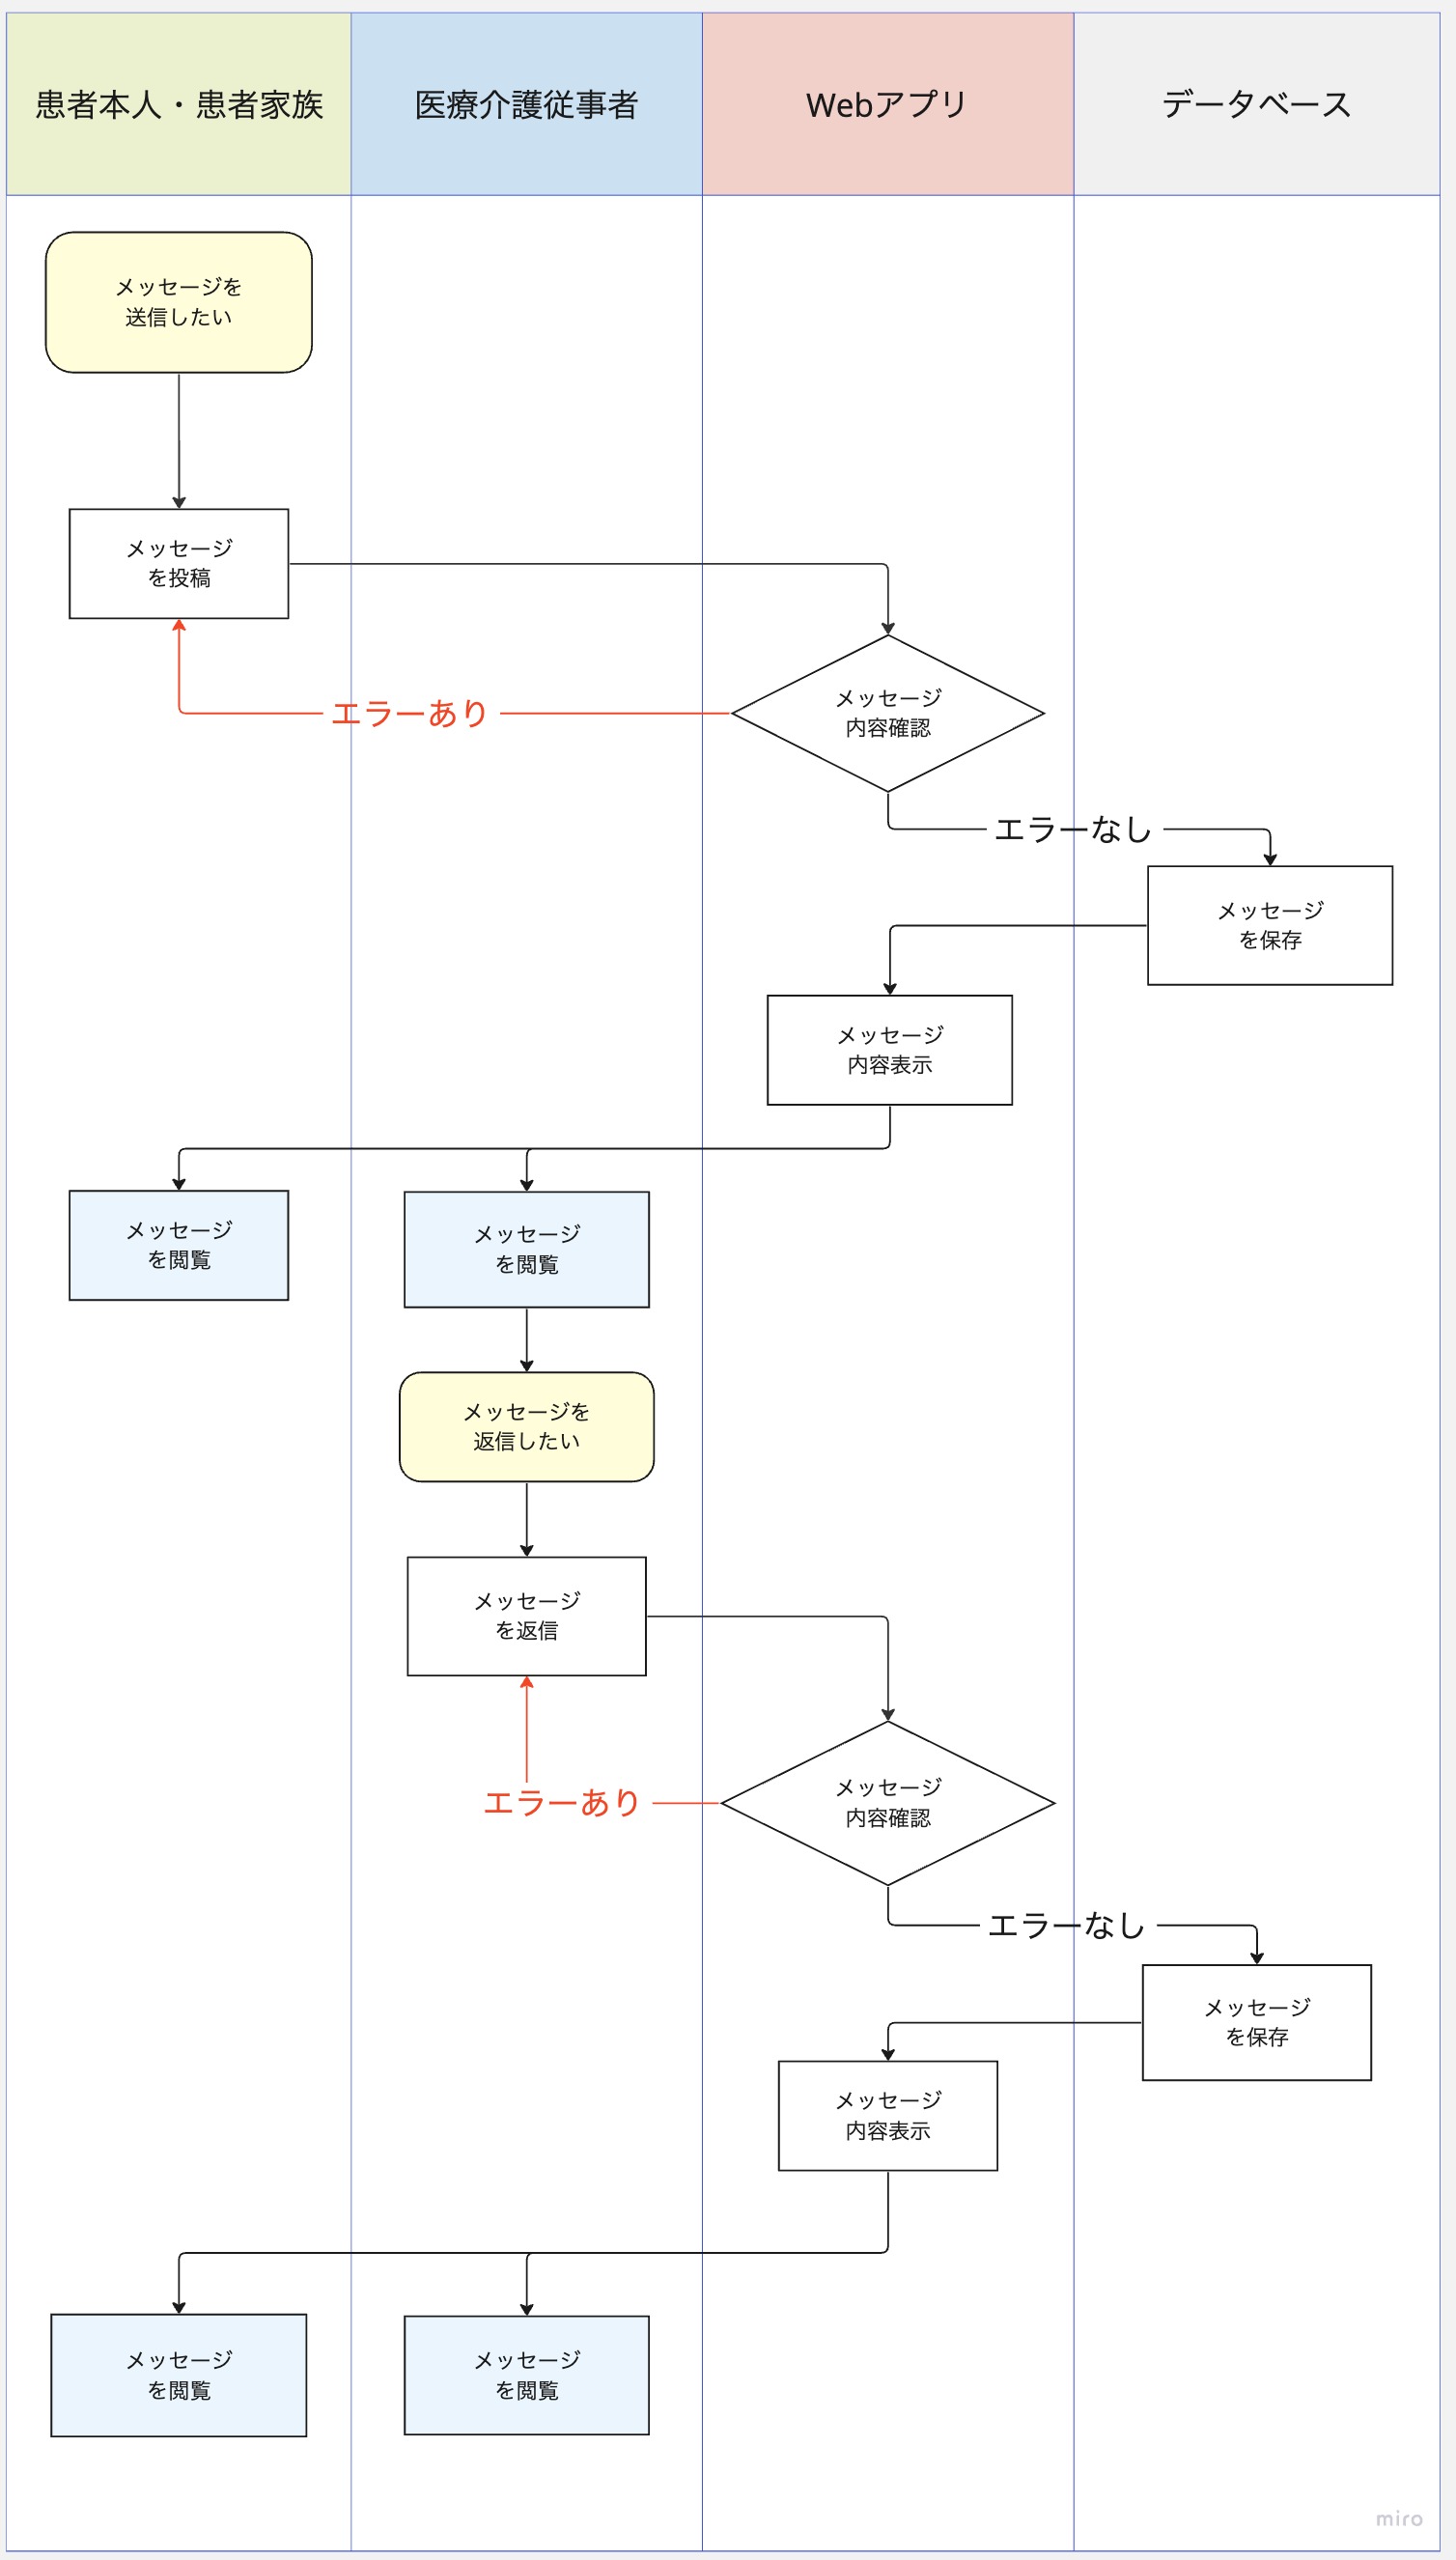 患者本人・患者家族
医療介護従事者
Webアプリ
データベース
メッセージを
送信したい
メッセージ
を投稿
メッセージ
内容確認
エラーあり
エラーなし
メッセージ
を保存
メッセージ
内容表示
メッセージ
を閲覧
メッセージ
を閲覧
メッセージを
返信したい
メッセージ
を返信
メッセージ
内容確認
エラーあり
エラーなし
メッセージ
を保存
メッセージ
内容表示
メッセージ
を閲覧
メッセージ
を閲覧
miro